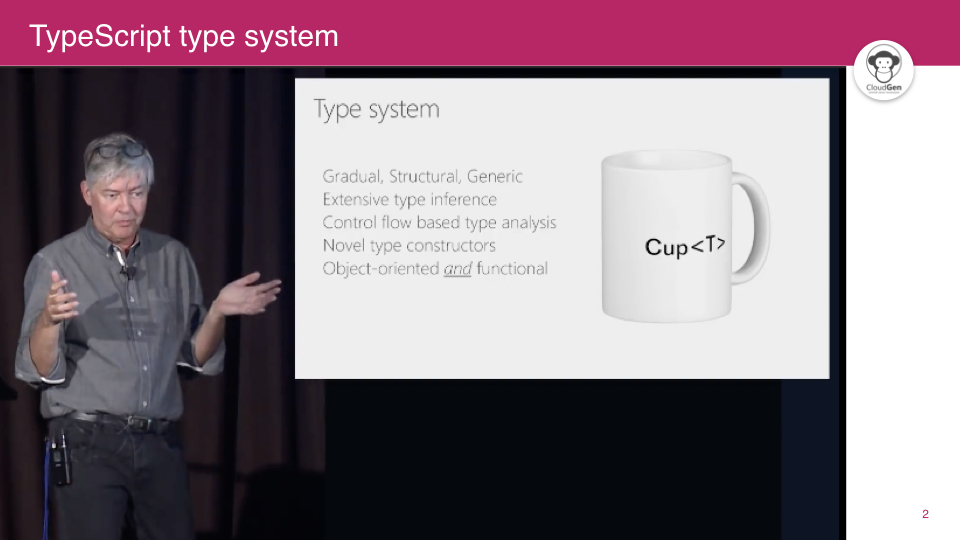 TypeScript type system
CloudGen
Type system
Gradual, Structural, Generic
Extensive type inference
Control flow based type analysis
Novel type constructors
Object-oriented and functional
Cup<T>
2